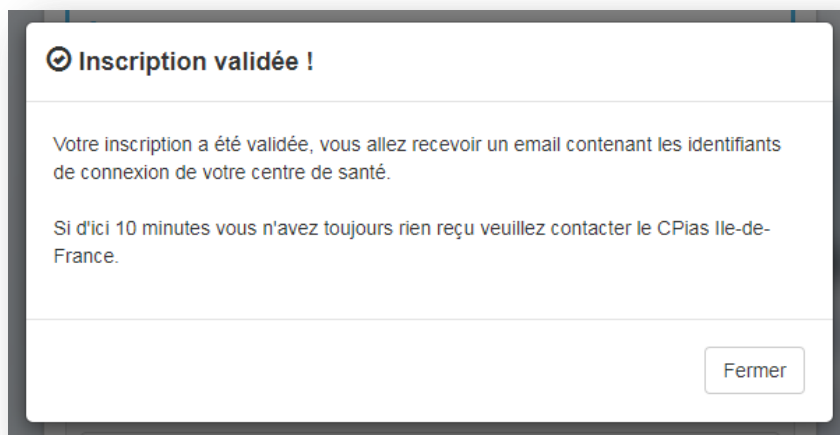 Inscription validée !
Votre inscription a été validée, vous allez recevoir un email contenant les identifiants
de connexion de votre centre de santé.
Si d'ici 10 minutes vous n'avez toujours rien reçu veuillez contacter le CPias Ile-de-
France.
Fermer